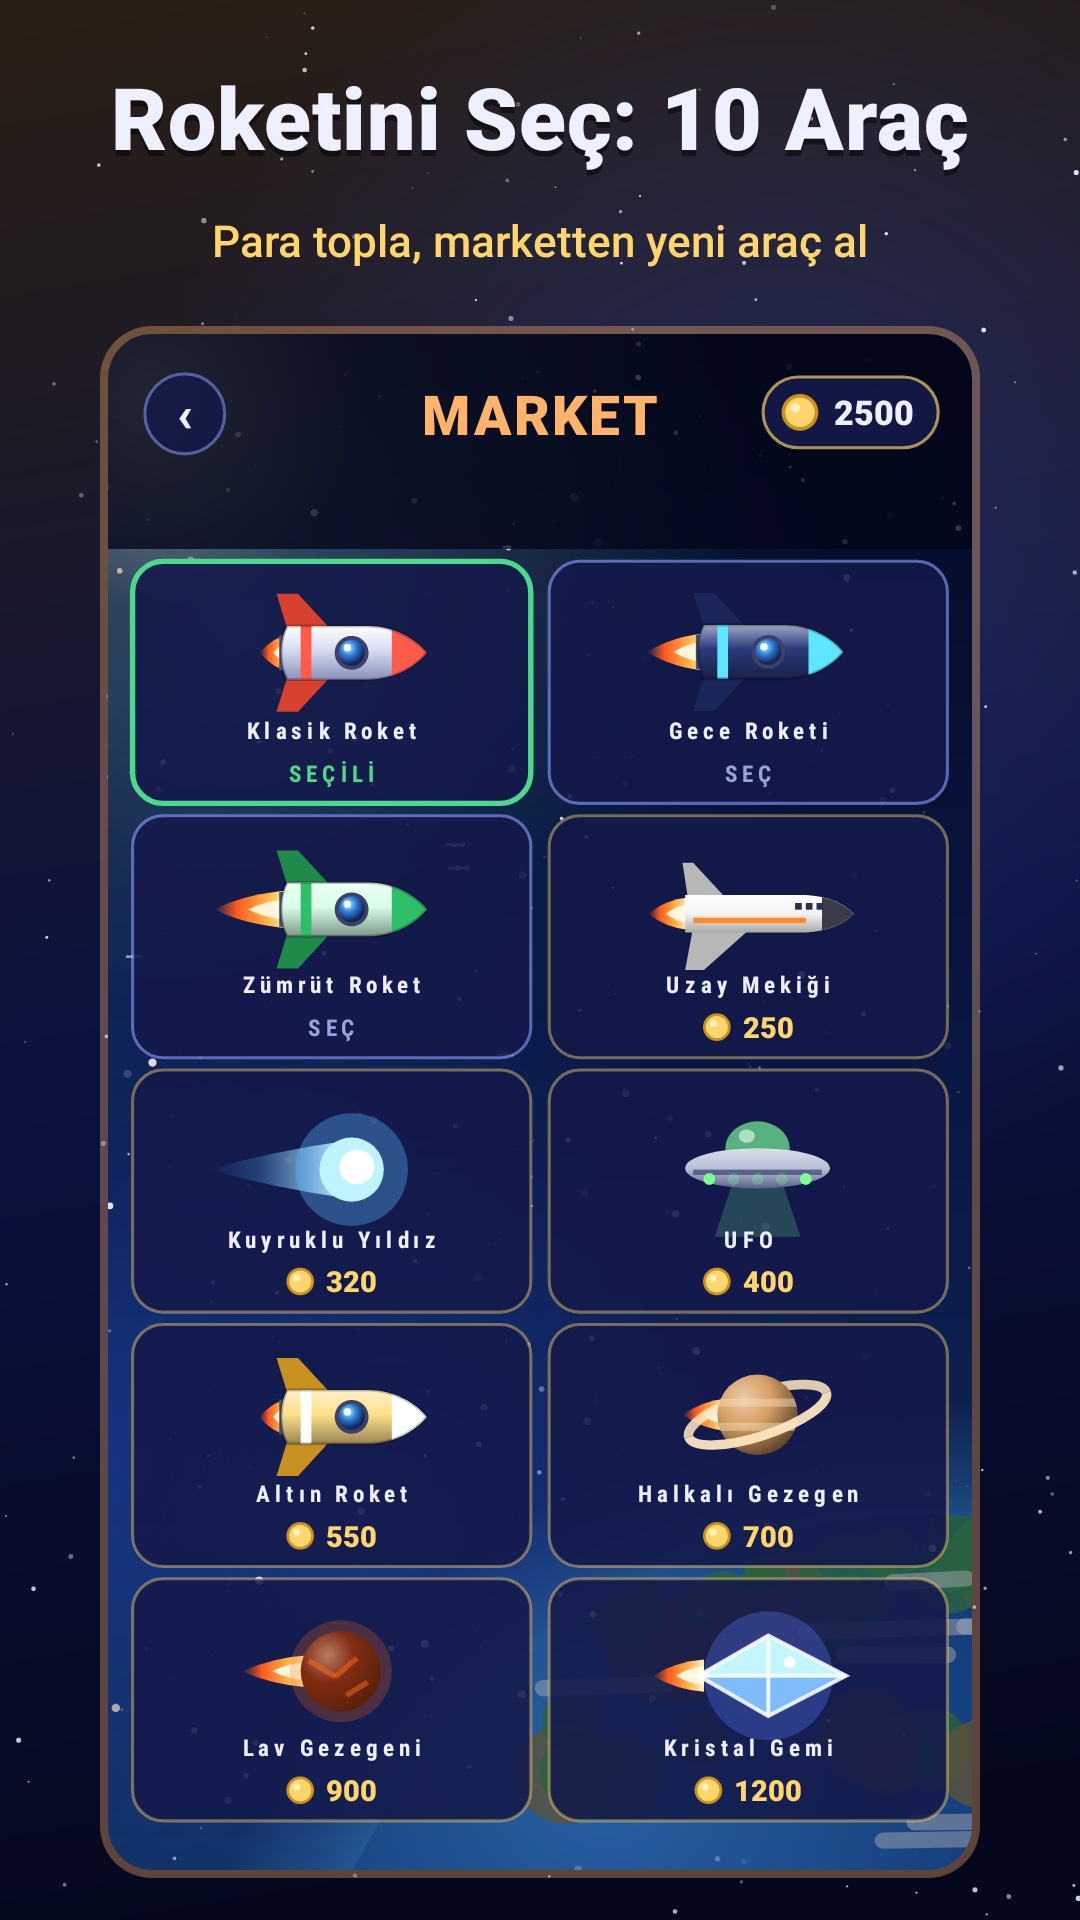 Roketini Seç: 10 Araç
Para topla, marketten yeni araç al
‹ MARKET 2500
Klasik Roket
SEÇİLİ
Gece Roketi
SEÇ
Zümrüt Roket
SEÇ
Uzay Mekiği
250
Kuyruklu Yıldız
320
UFO
400
Altın Roket
550
Halkalı Gezegen
700
Lav Gezegeni
900
Kristal Gemi
1200